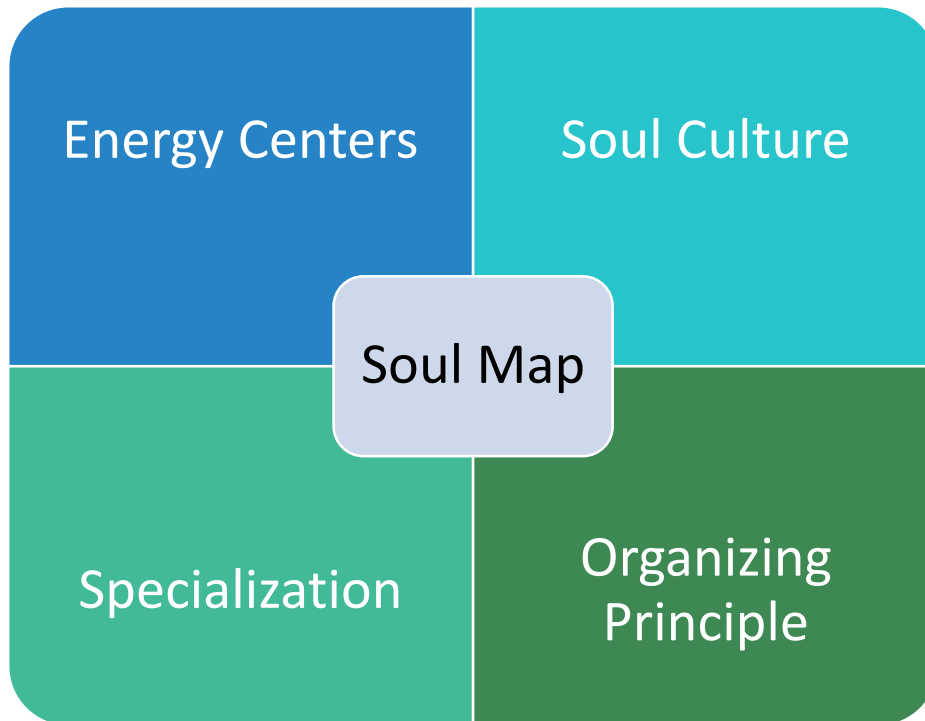 Energy Centers
Soul Culture
Soul Map
Specialization
Organizing
Principle